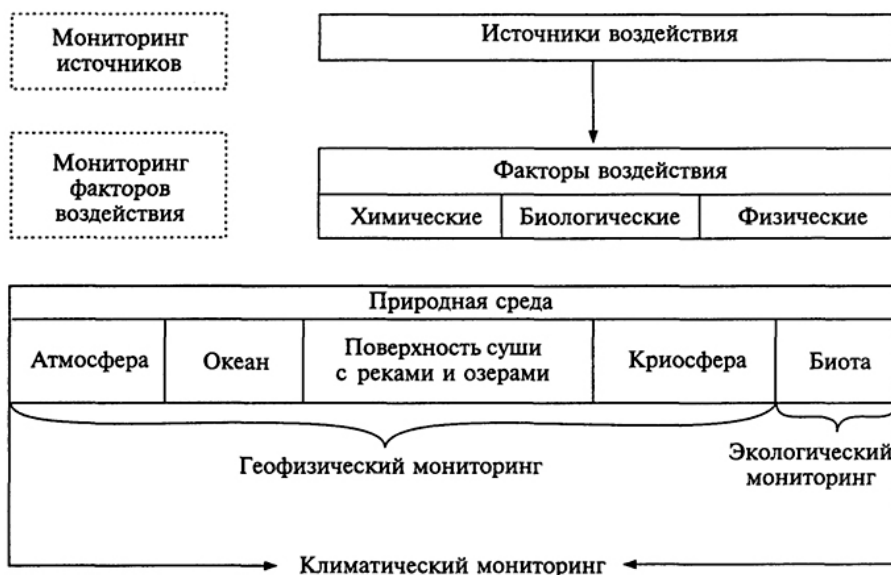 Мониторинг
источников
Источники воздействия
Мониторинг
факторов
воздействия
Факторы воздействия
Химические
Биологические
Физические
Природная среда
Атмосфера
Океан
Поверхность суши
с реками и озерами
Криосфера
Биота
Геофизический мониторинг
Экологический
мониторинг
Климатический мониторинг